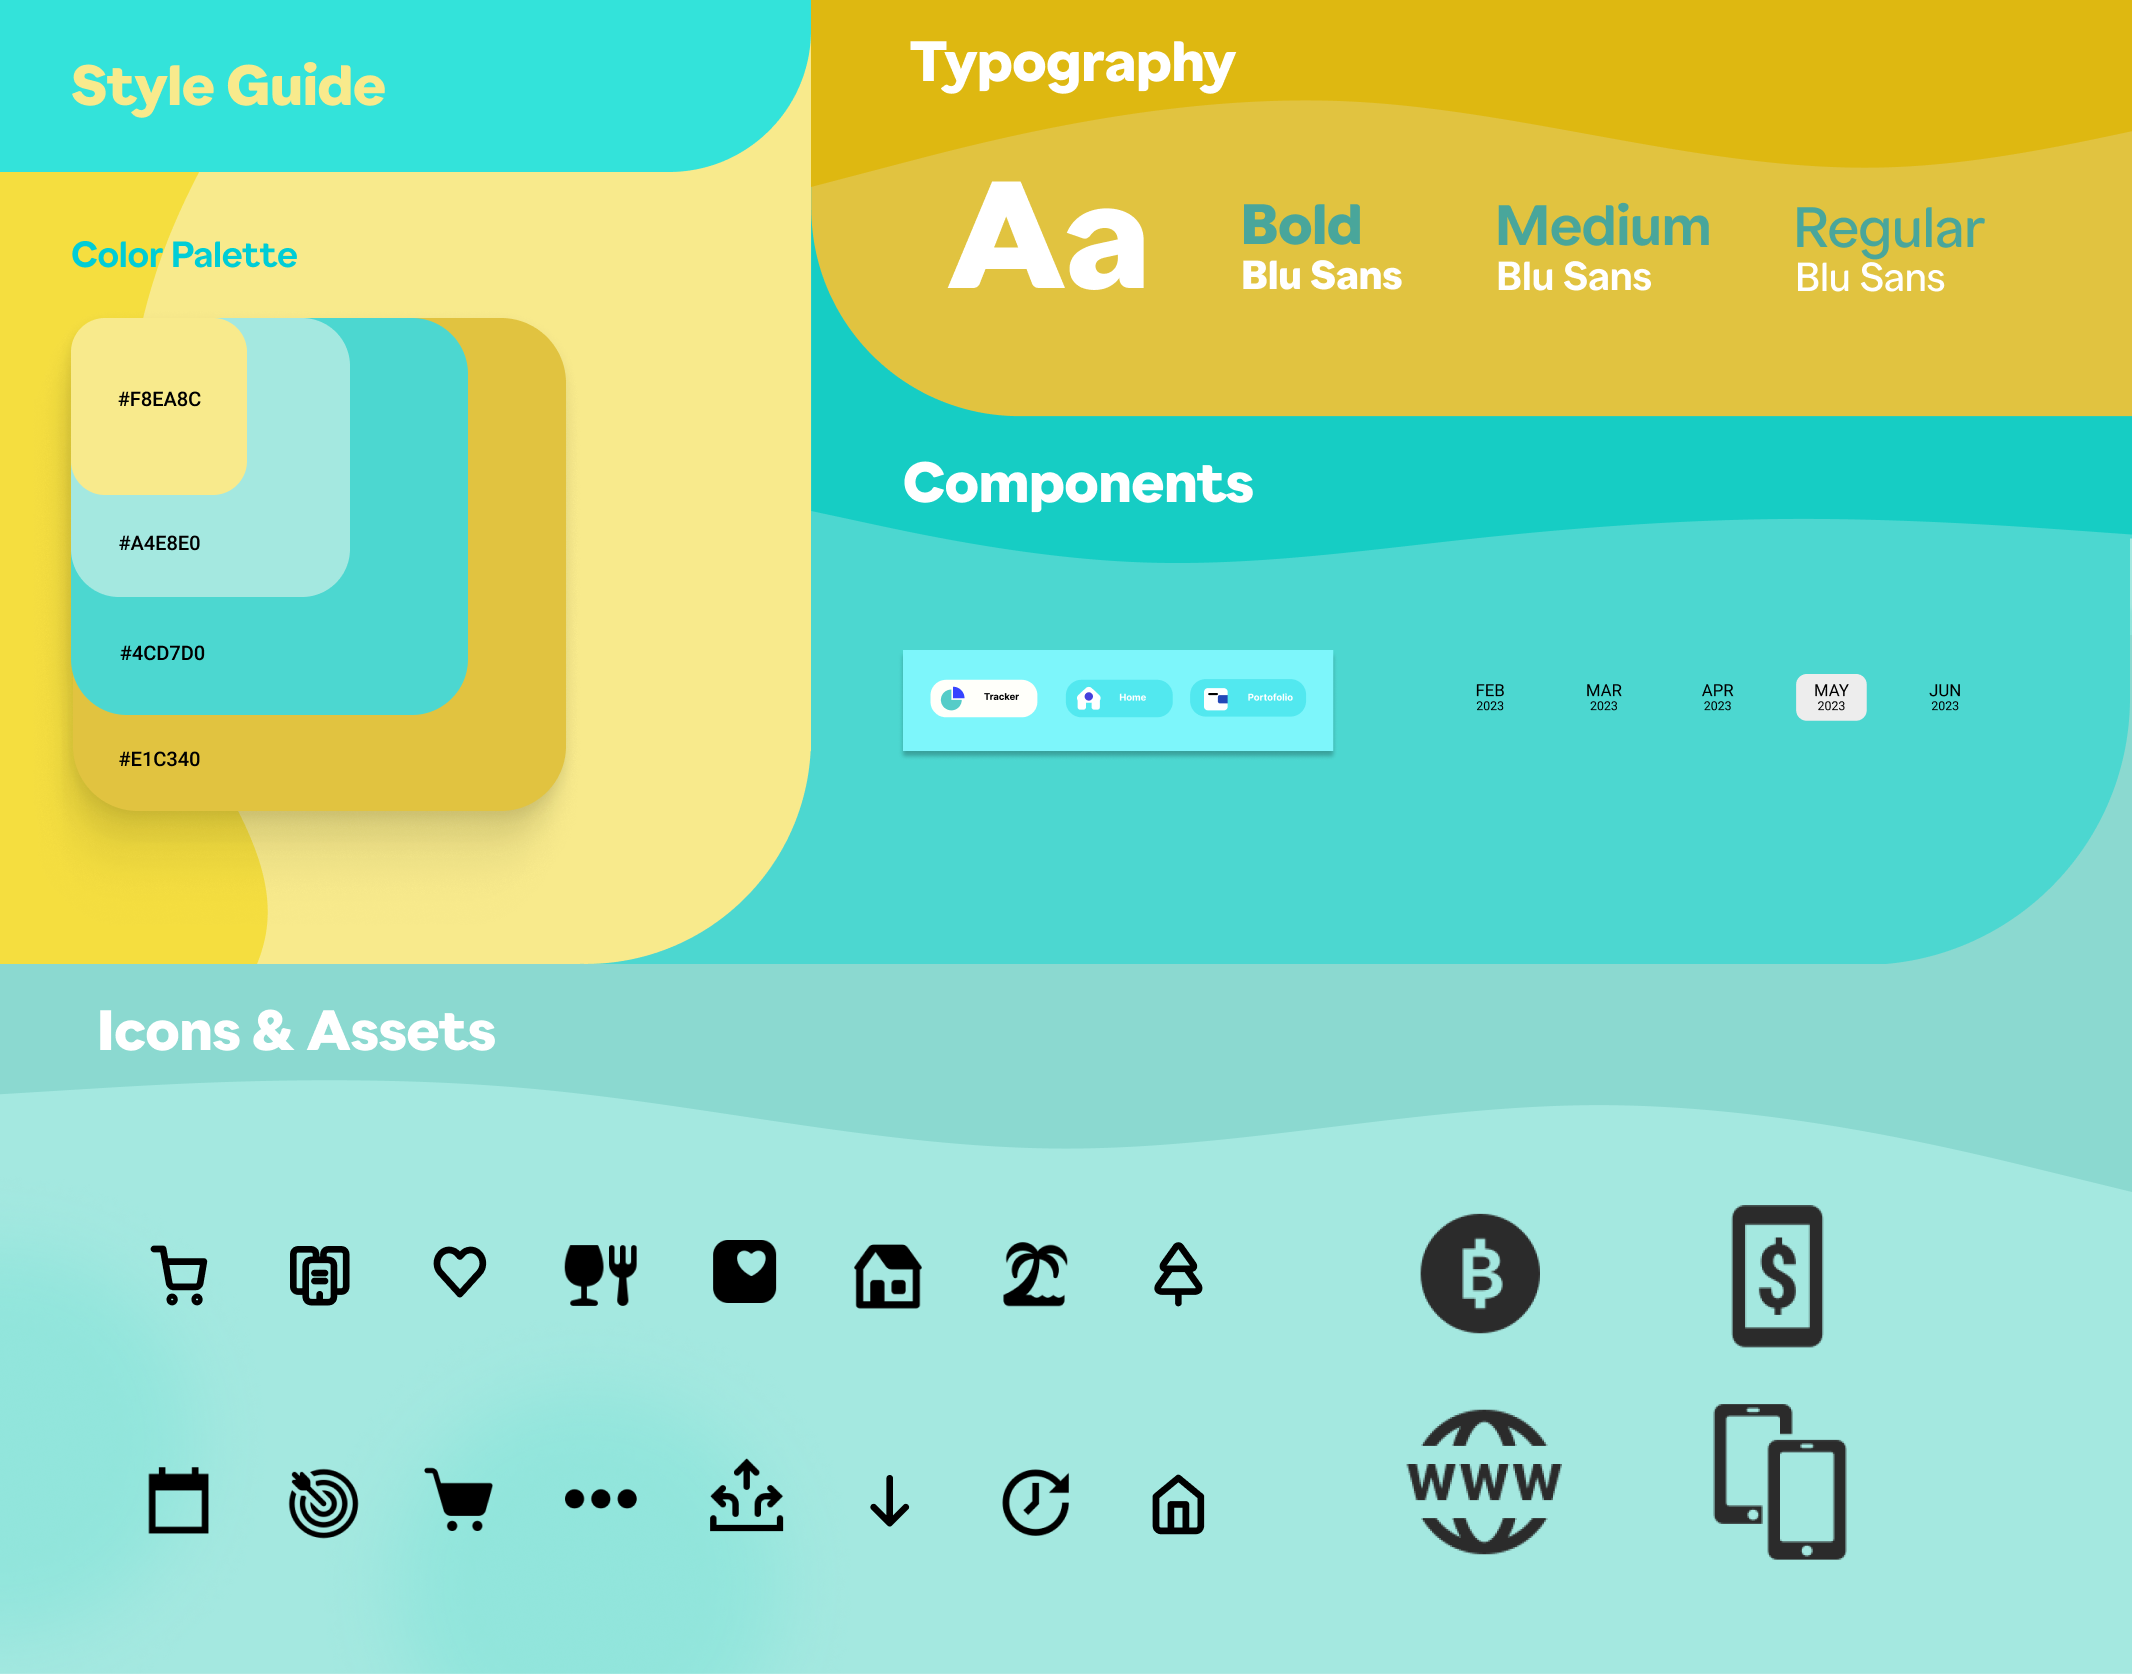 Style Guide
Color Palette
#F8EA8C
#A4E8E0
#4CD7D0
#E1C340
Typography
Aa
Bold
Blu Sans
Medium
Blu Sans
Regular
Blu Sans
Components
Tracker
Home
Portofolio
FEB
2023
MAR
2023
APR
2023
MAY
2023
JUN
2023
Icons & Assets
B
$
WWW